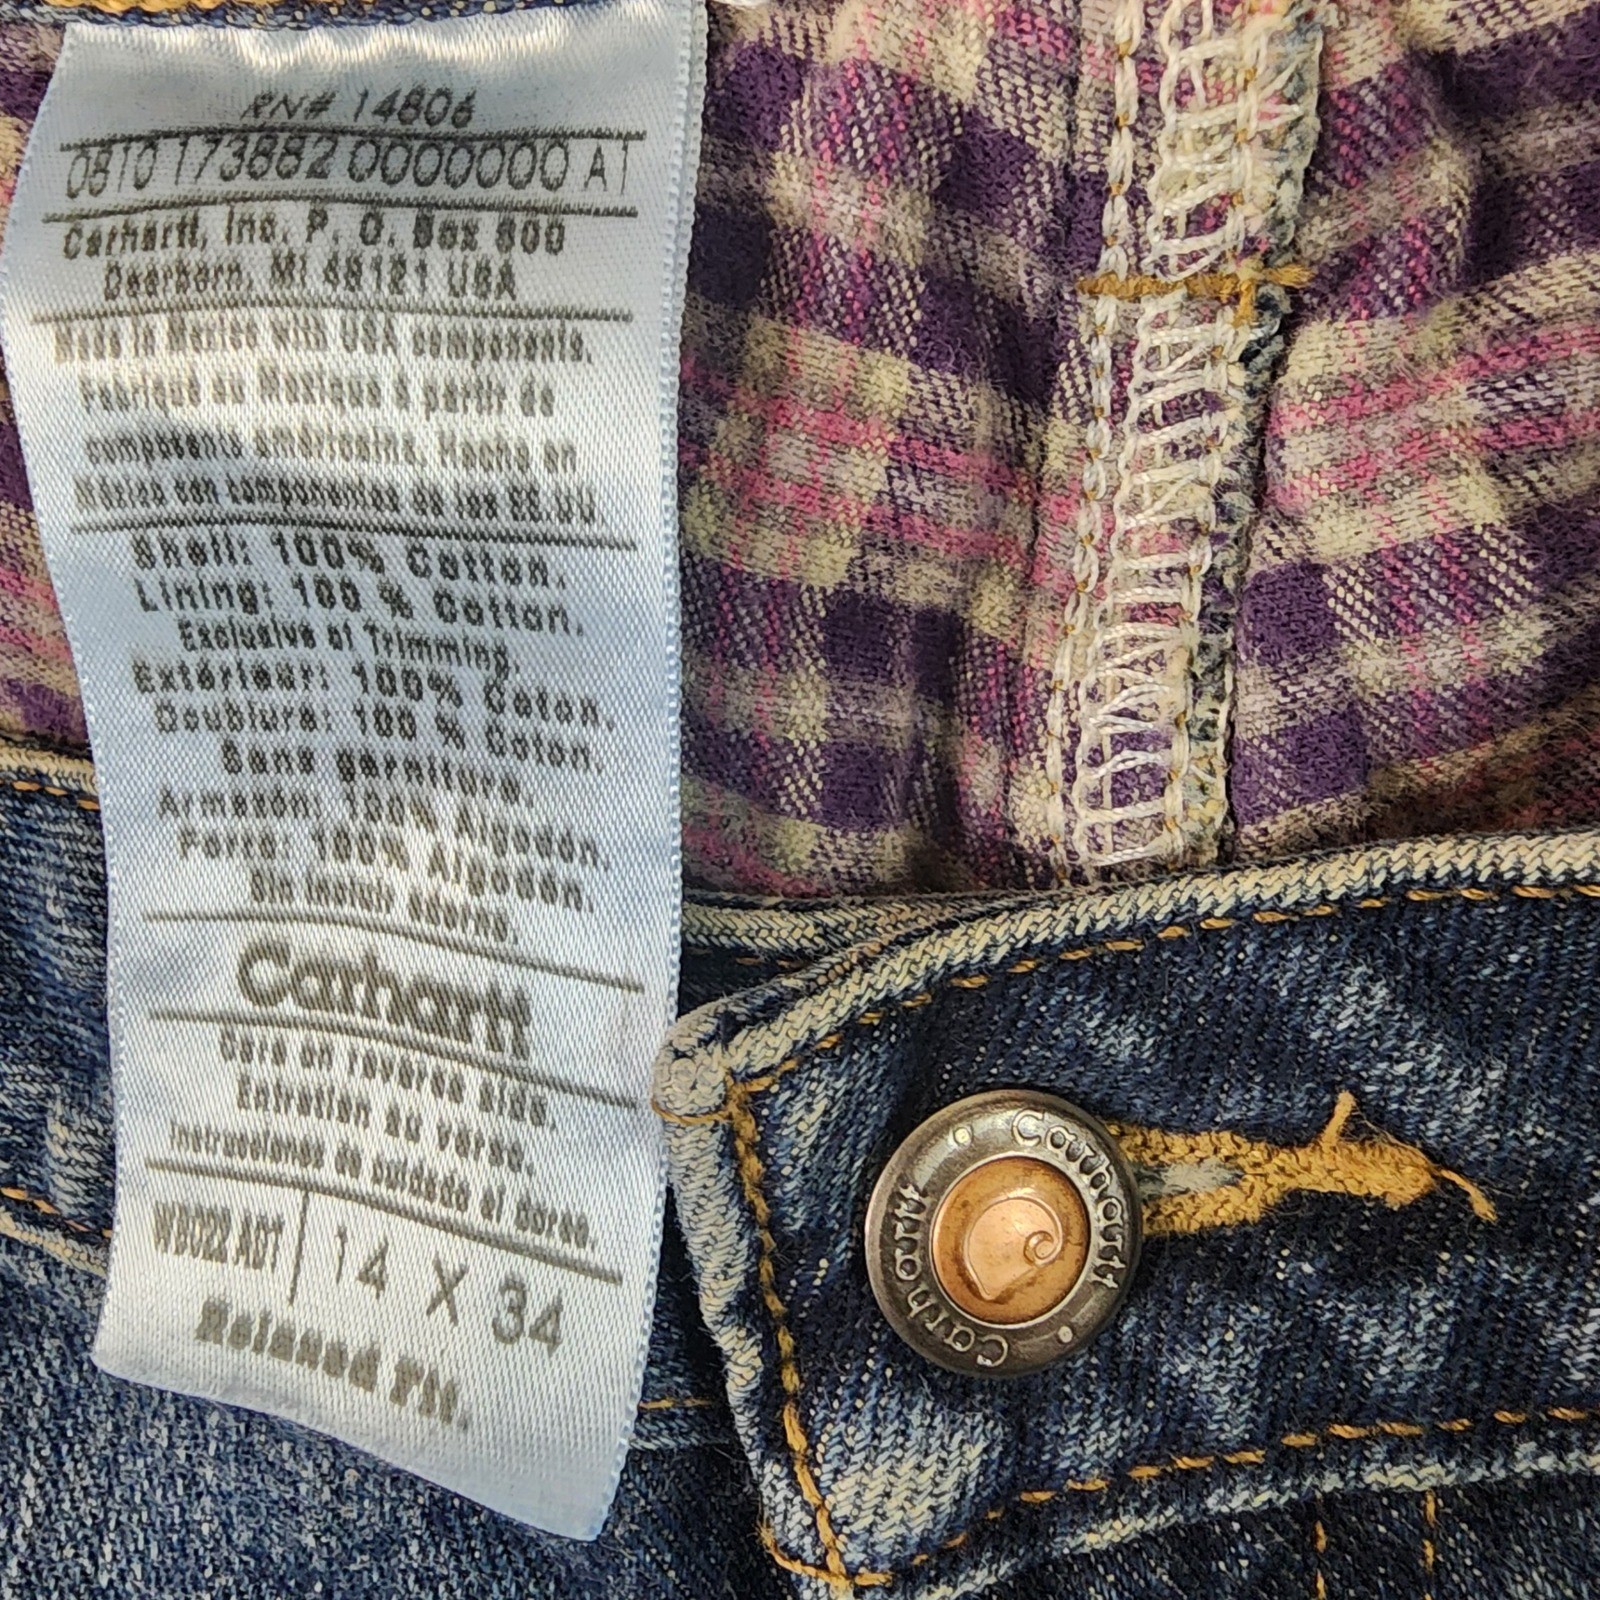 RN# 14806
0810 173882 0000000 A1
Carhartt, Inc. P. O. Box 600
Dearborn, MI 48121 USA
Made in Mexico with USA components.
Fabriqué au Mexique à partir de
composants américains. Hecho en
México con componentes de los EE.UU
Shell: 100% Cotton.
Lining: 100 % Cotton.
Exclusive of Trimming.
Extérieur: 100% Coton.
Doublure: 100 % Coton.
Sans garniture.
Armazón: 100% Algodón.
Forro: 100% Algodón.
Sin incluir adorno.
Carhartt
Care on reverse side.
Entretien au verso.
Instrucciones de cuidado al dorso.
WB022 ADT 14 X 34
Relaxed Fit.
Carhartt
Carhartt